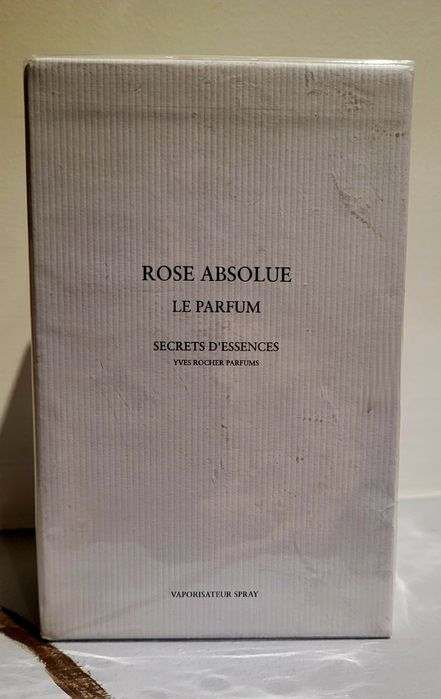 ROSE ABSOLUE
LE PARFUM
SECRETS D'ESSENCES
YVES ROCHER PARFUMS
VAPORISATEUR SPRAY